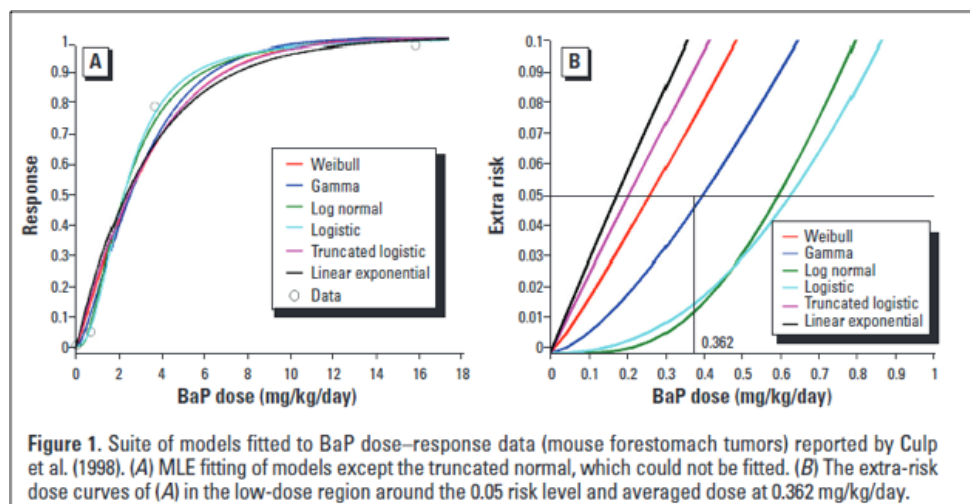 A
Response
1
0.9
0.8
0.7
0.6
0.5
0.4
0.3
0.2
0.1
0
Weibull
Gamma
Log normal
Logistic
Truncated logistic
Linear exponential
Data
0 2 4 6 8 10 12 14 16 18
BaP dose (mg/kg/day)
B
Extra risk
0.1
0.09
0.08
0.07
0.06
0.05
0.04
0.03
0.02
0.01
0
Weibull
Gamma
Log normal
Logistic
Truncated logistic
Linear exponential
0.362
0 0.1 0.2 0.3 0.4 0.5 0.6 0.7 0.8 0.9 1
BaP dose (mg/kg/day)
Figure 1. Suite of models fitted to BaP dose–response data (mouse forestomach tumors) reported by Culp
et al. (1998). (A) MLE fitting of models except the truncated normal, which could not be fitted. (B) The extra-risk
dose curves of (A) in the low-dose region around the 0.05 risk level and averaged dose at 0.362 mg/kg/day.